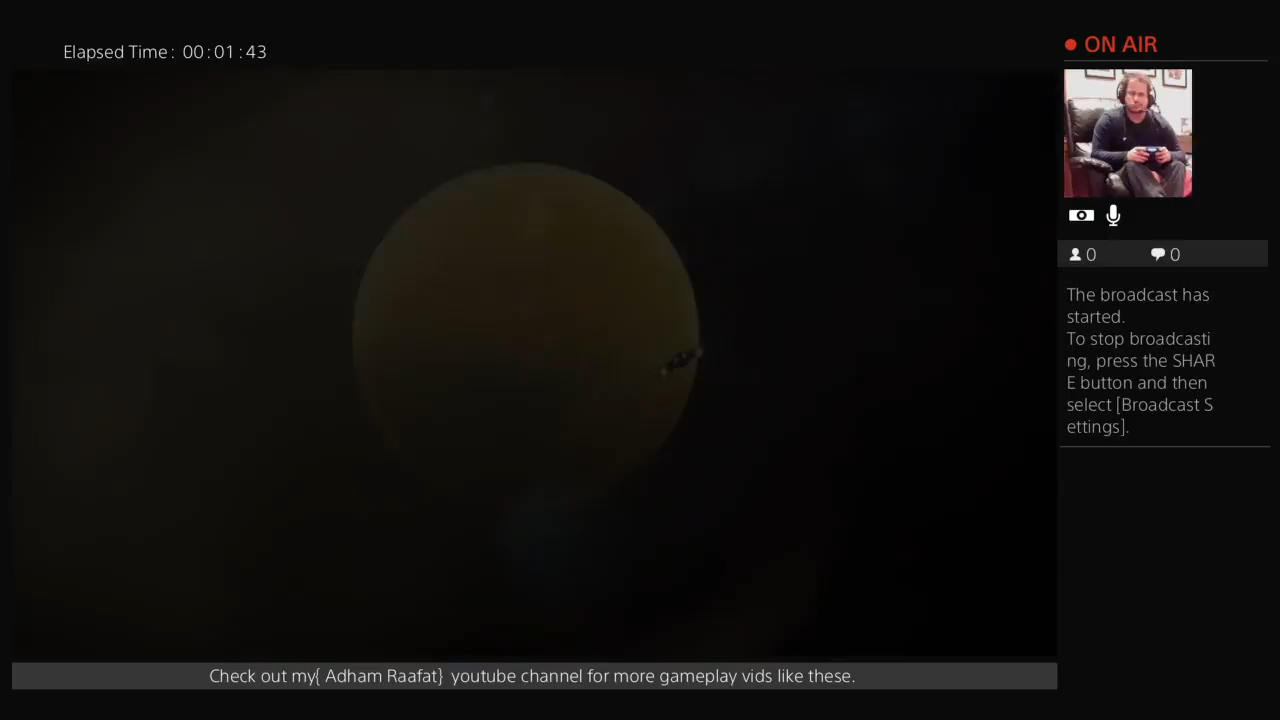 Elapsed Time: 00:01:43
ON AIR
0 0
The broadcast has
started.
To stop broadcasti
ng, press the SHAR
E button and then
select [Broadcast S
ettings].
Check out my{ Adham Raafat} youtube channel for more gameplay vids like these.